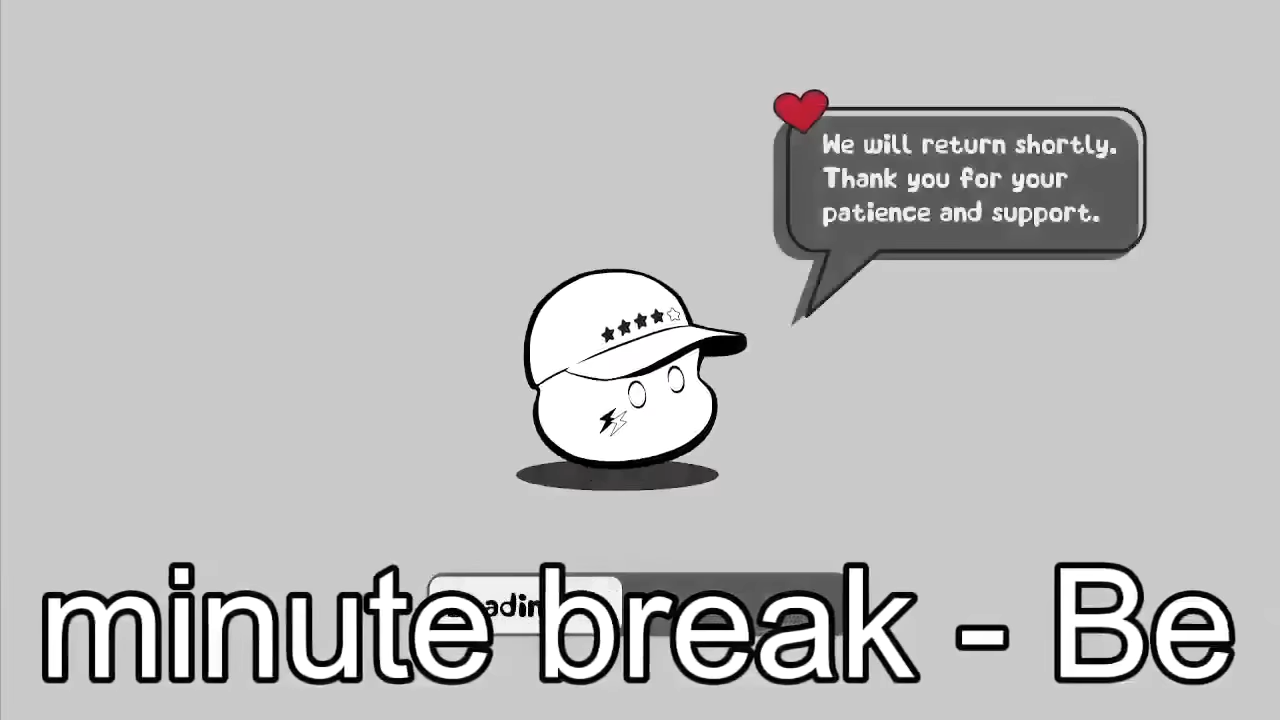 We will return shortly.
Thank you for your
patience and support.
minute break - Be